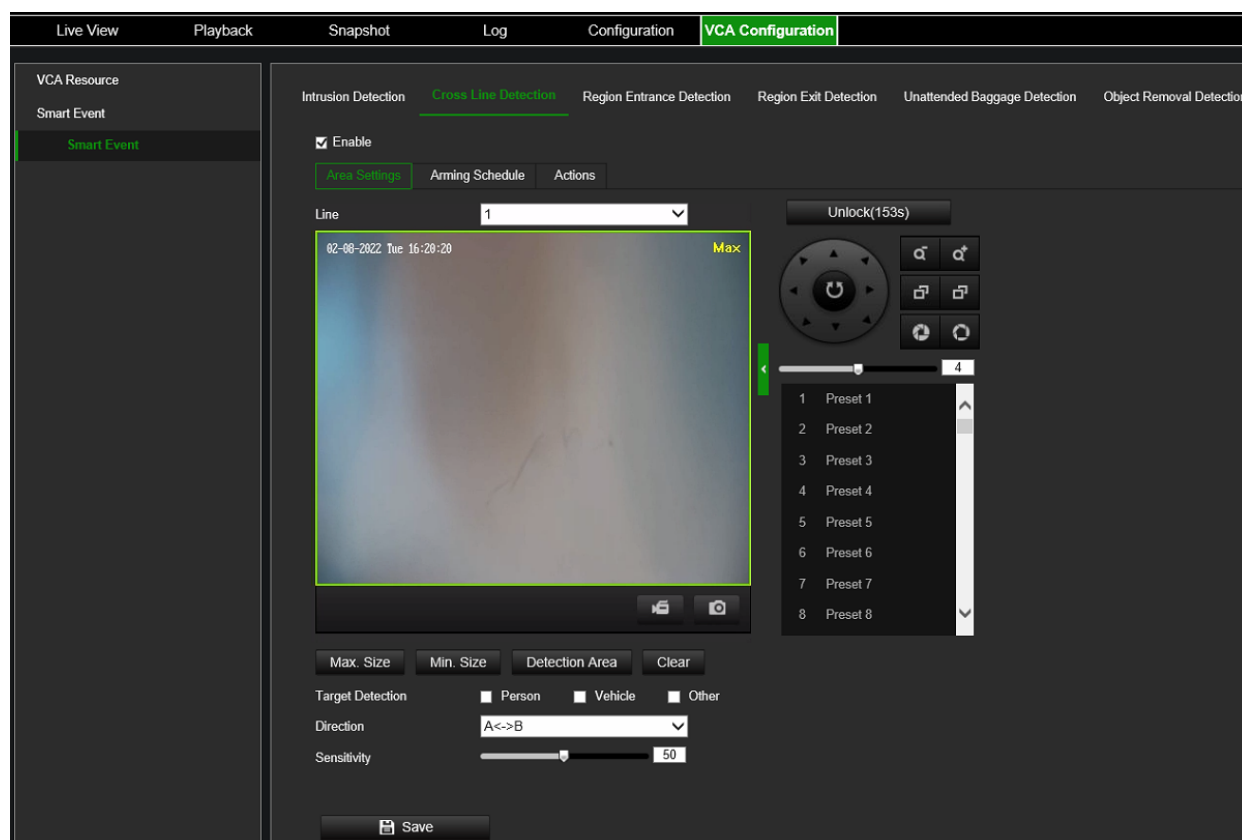 Live View Playback Snapshot Log Configuration VCA Configuration
VCA Resource
Smart Event
Smart Event
Intrusion Detection Cross Line Detection Region Entrance Detection Region Exit Detection Unattended Baggage Detection Object Removal Detection
Enable
Area Settings Arming Schedule Actions
Line 1
Unlock(153s)
02-08-2022 Tue 16:20:20 Max
4
1 Preset 1
2 Preset 2
3 Preset 3
4 Preset 4
5 Preset 5
6 Preset 6
7 Preset 7
8 Preset 8
Max. Size Min. Size Detection Area Clear
Target Detection Person Vehicle Other
Direction A<->B
Sensitivity 50
Save